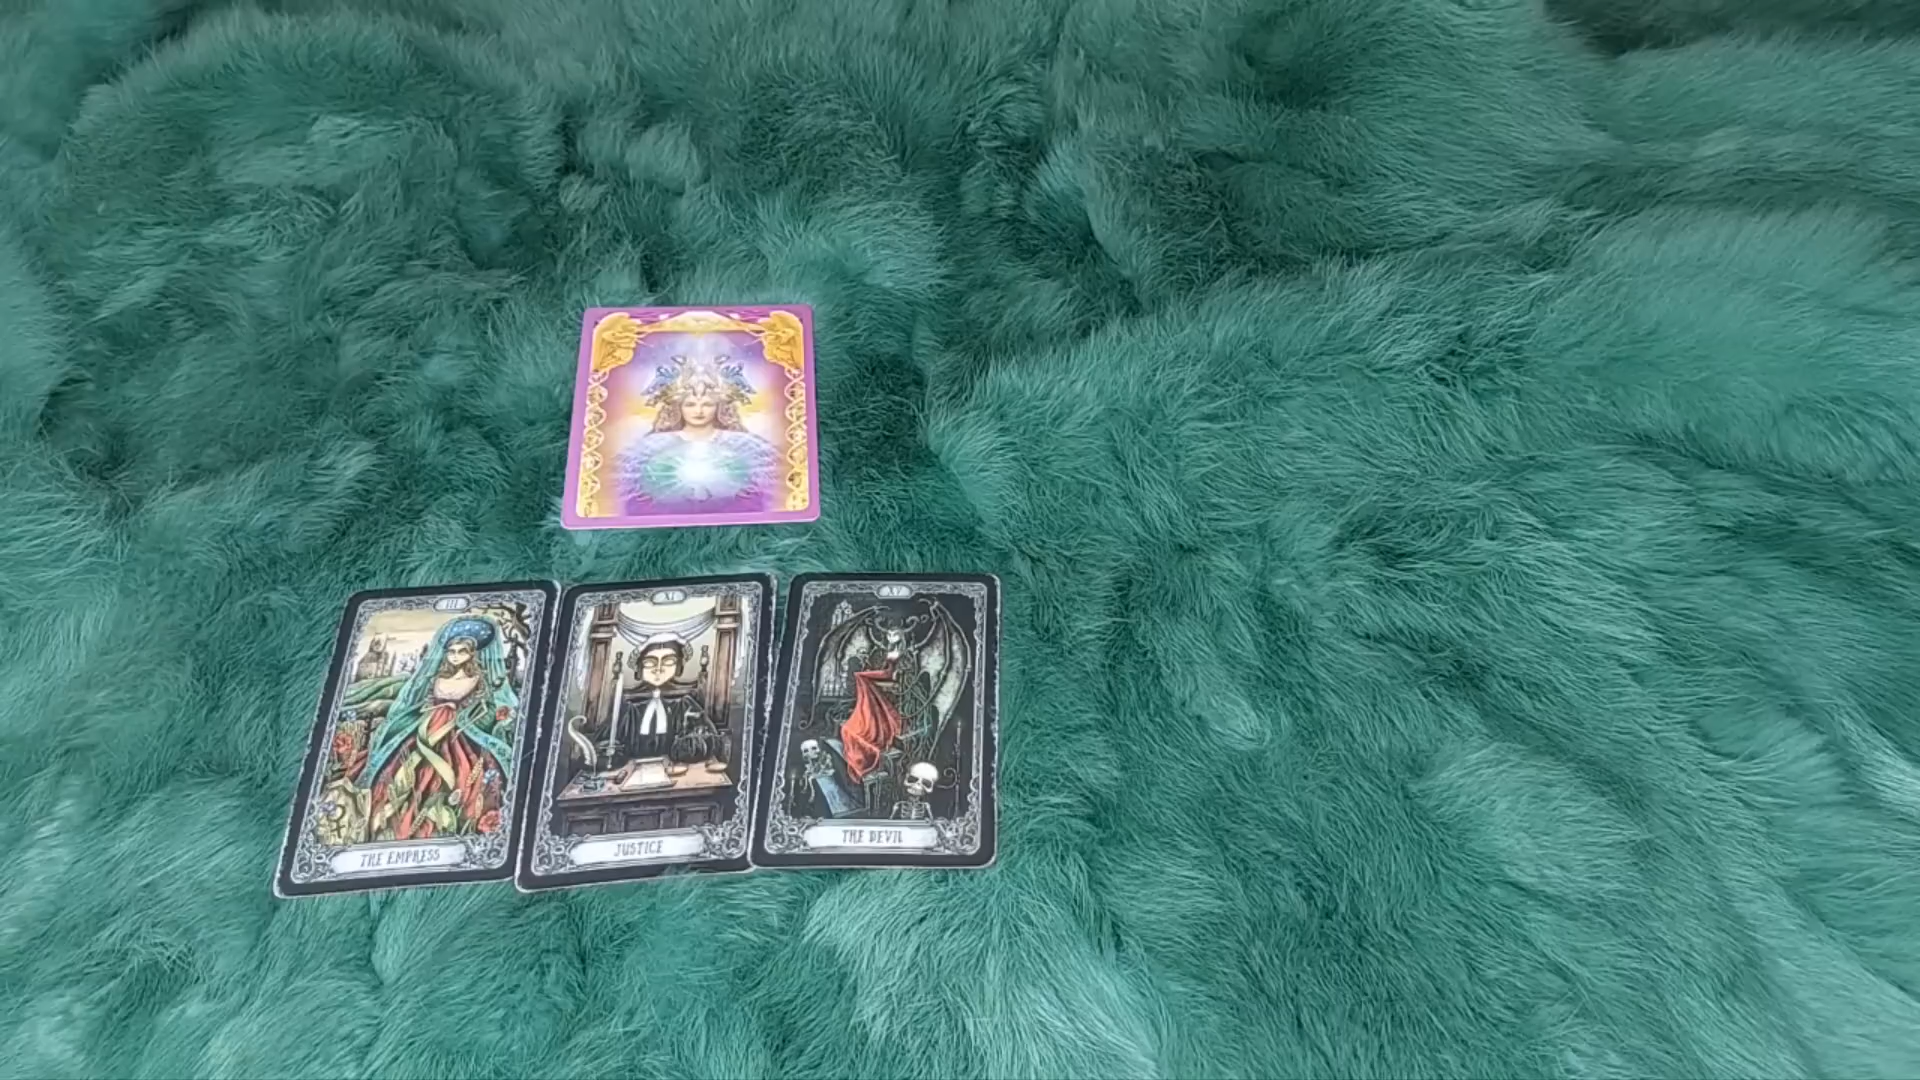 III
THE EMPRESS
XI
JUSTICE
XV
THE DEVIL